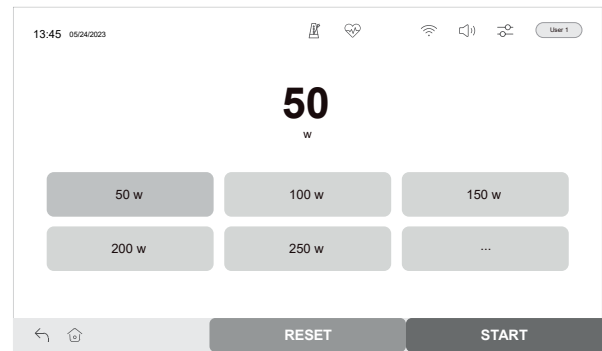 13:45 05/24/2023 User 1
50
w
50 w 100 w 150 w
200 w 250 w ...
RESET START